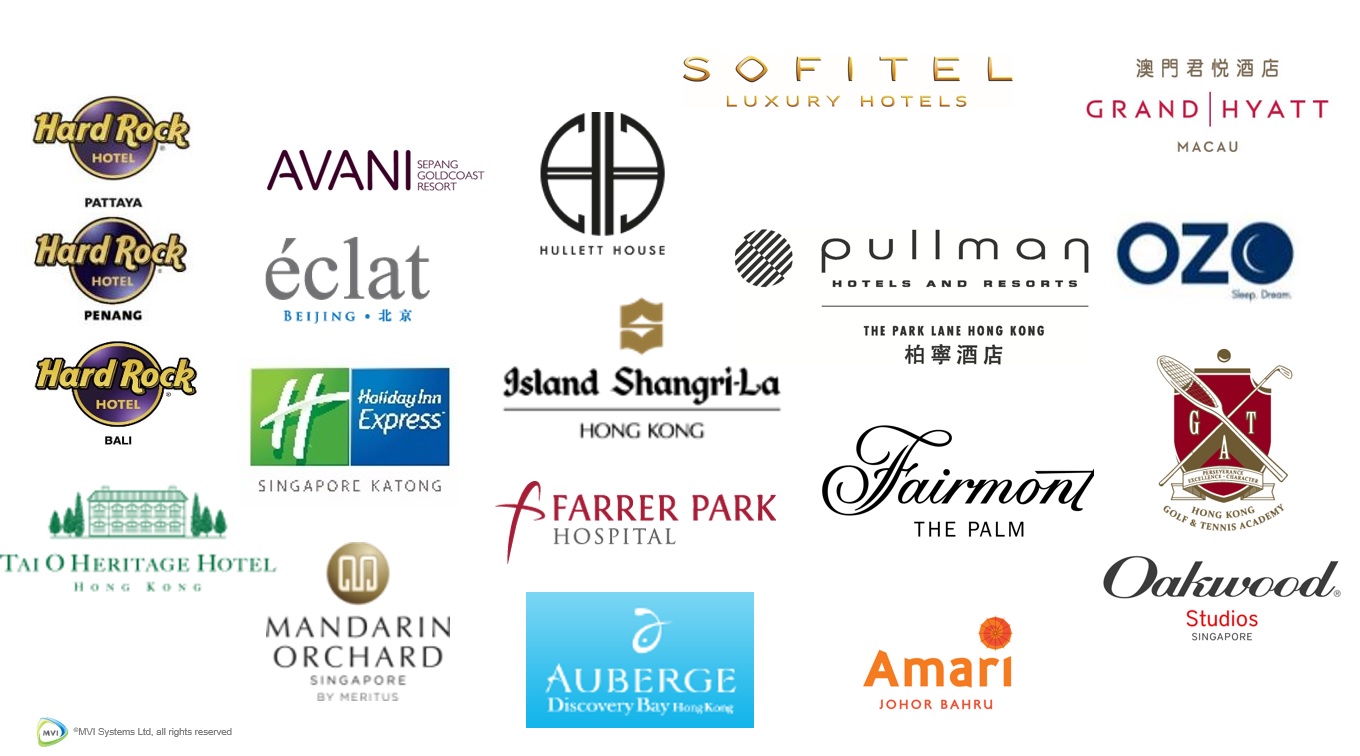 Hard Rock
HOTEL
PATTAYA
Hard Rock
HOTEL
PENANG
Hard Rock
HOTEL
BALI
TAI O HERITAGE HOTEL
HONG KONG
AVANI
SEPANG
GOLDCOAST
RESORT
éclat
BEIJING • 北京
Holiday Inn
Express
SINGAPORE KATONG
MANDARIN
ORCHARD
SINGAPORE
BY MERITUS
HULLETT HOUSE
Island Shangri-La
HONG KONG
FARRER PARK
HOSPITAL
AUBERGE
Discovery Bay Hong Kong
SOFITEL
LUXURY HOTELS
pullman
HOTELS AND RESORTS
THE PARK LANE HONG KONG
柏寧酒店
Fairmont
THE PALM
Amari
JOHOR BAHRU
澳門君悦酒店
GRAND HYATT
MACAU
OZO
Sleep. Dream.
G T
A
PERSEVERANCE
EXCELLENCE - CHARACTER
HONG KONG
GOLF & TENNIS ACADEMY
Oakwood®
Studios
SINGAPORE
MVI
©MVI Systems Ltd, all rights reserved